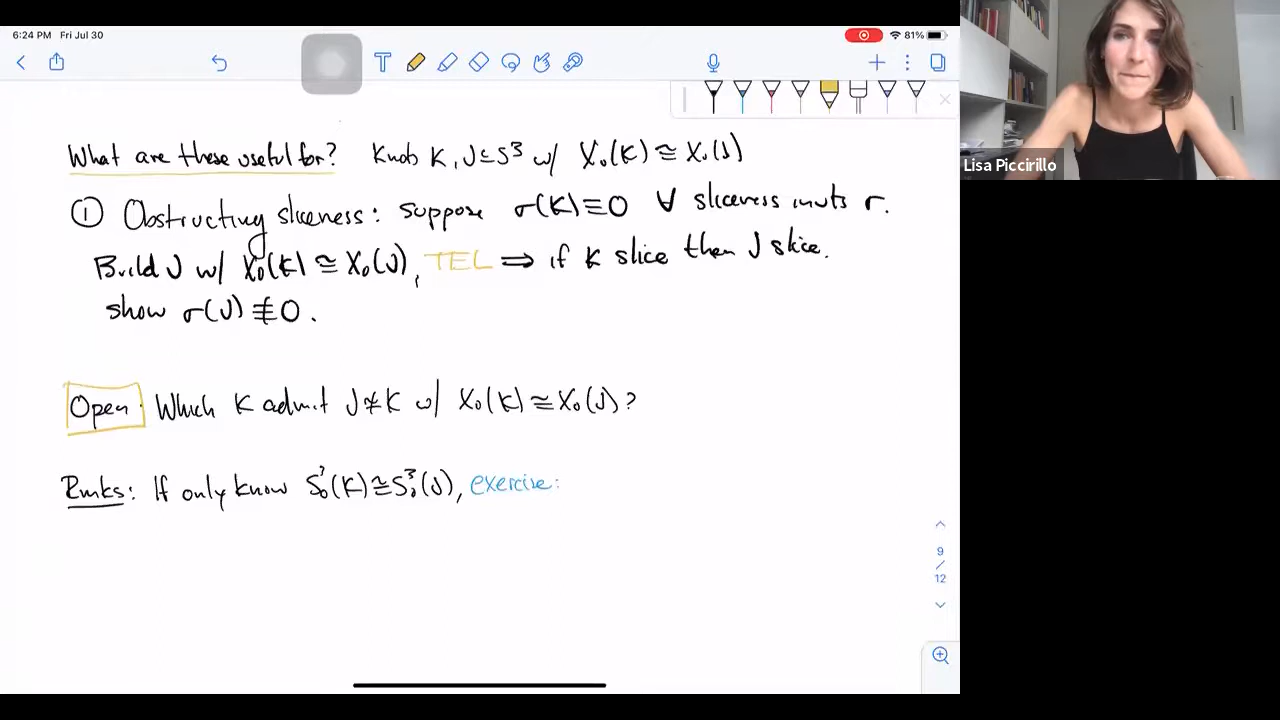 6:24 PM Fri Jul 30
81%
Lisa Piccirillo
What are these useful for? Knots K, J ⊆ S³ w/ X₀(K) ≅ X₀(J)
① Obstructing sliceness: suppose σ(K) ≡ 0 ∀ sliceness invts σ.
Build J w/ X₀(K) ≅ X₀(J), TEL ⇒ if K slice then J slice.
show σ(J) ≢ 0.
Open: Which K admit J ≄ K w/ X₀(K) ≅ X₀(J)?
Rmks: If only know S³₀(K) ≅ S³₀(J), exercise:
9
/
12